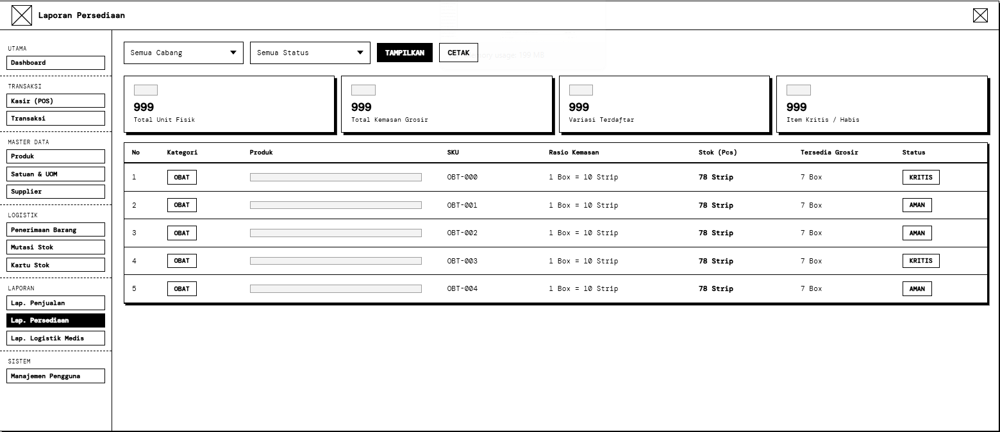 Laporan Persediaan
UTAMA
Dashboard
TRANSAKSI
Kasir (POS)
Transaksi
MASTER DATA
Produk
Satuan & UOM
Supplier
LOGISTIK
Penerimaan Barang
Mutasi Stok
Kartu Stok
LAPORAN
Lap. Penjualan
Lap. Persediaan
Lap. Logistik Medis
SISTEM
Manajemen Pengguna
Semua Cabang Semua Status TAMPILKAN CETAK
usage: 799 MB
999 999 999 999
Total Unit Fisik Total Kemasan Grosir Variasi Terdaftar Item Kritis / Habis
No Kategori Produk SKU Rasio Kemasan Stok (Pcs) Tersedia Grosir Status
1 OBAT OBT-000 1 Box = 10 Strip 78 Strip 7 Box KRITIS
2 OBAT OBT-001 1 Box = 10 Strip 78 Strip 7 Box AMAN
3 OBAT OBT-002 1 Box = 10 Strip 78 Strip 7 Box AMAN
4 OBAT OBT-003 1 Box = 10 Strip 78 Strip 7 Box KRITIS
5 OBAT OBT-004 1 Box = 10 Strip 78 Strip 7 Box AMAN